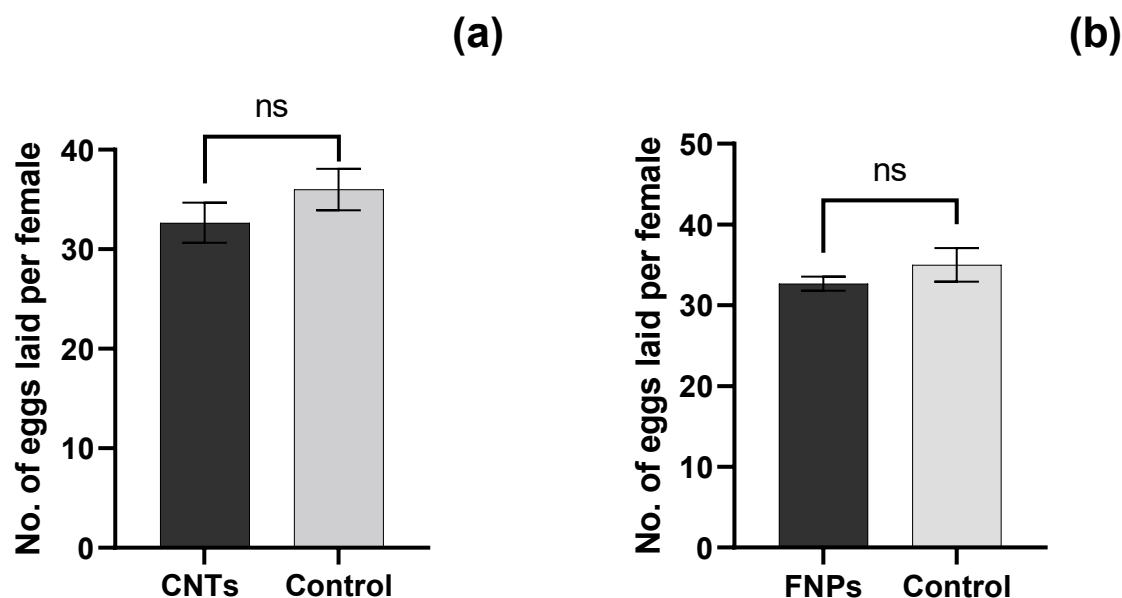 (a)
ns
No. of eggs laid per female
40
30
20
10
0
CNTs Control
(b)
ns
No. of eggs laid per female
50
40
30
20
10
0
FNPs Control